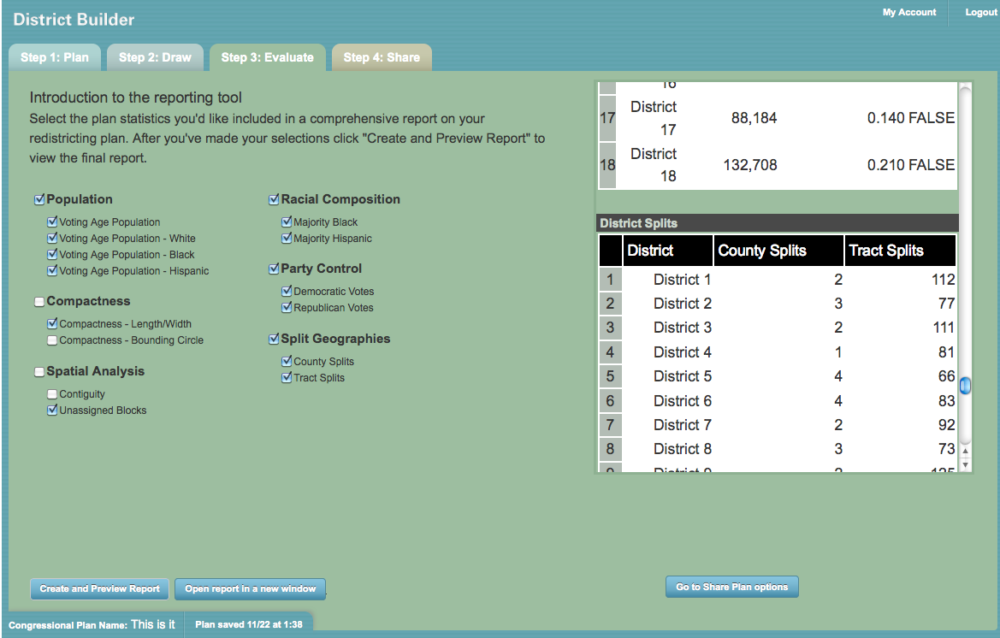 District Builder
My Account
Logout
Step 1: Plan
Step 2: Draw
Step 3: Evaluate
Step 4: Share
Introduction to the reporting tool
Select the plan statistics you'd like included in a comprehensive report on your
redistricting plan. After you've made your selections click "Create and Preview Report" to
view the final report.
Population
Voting Age Population
Voting Age Population - White
Voting Age Population - Black
Voting Age Population - Hispanic
Compactness
Compactness - Length/Width
Compactness - Bounding Circle
Spatial Analysis
Contiguity
Unassigned Blocks
Racial Composition
Majority Black
Majority Hispanic
Party Control
Democratic Votes
Republican Votes
Split Geographies
County Splits
Tract Splits
16
17 District 17 88,184 0.140 FALSE
18 District 18 132,708 0.210 FALSE
District Splits
District County Splits Tract Splits
1 District 1 2 112
2 District 2 3 77
3 District 3 2 111
4 District 4 1 81
5 District 5 4 66
6 District 6 4 83
7 District 7 2 92
8 District 8 3 73
9 District 9
Create and Preview Report
Open report in a new window
Go to Share Plan options
Congressional Plan Name: This is it
Plan saved 11/22 at 1:38